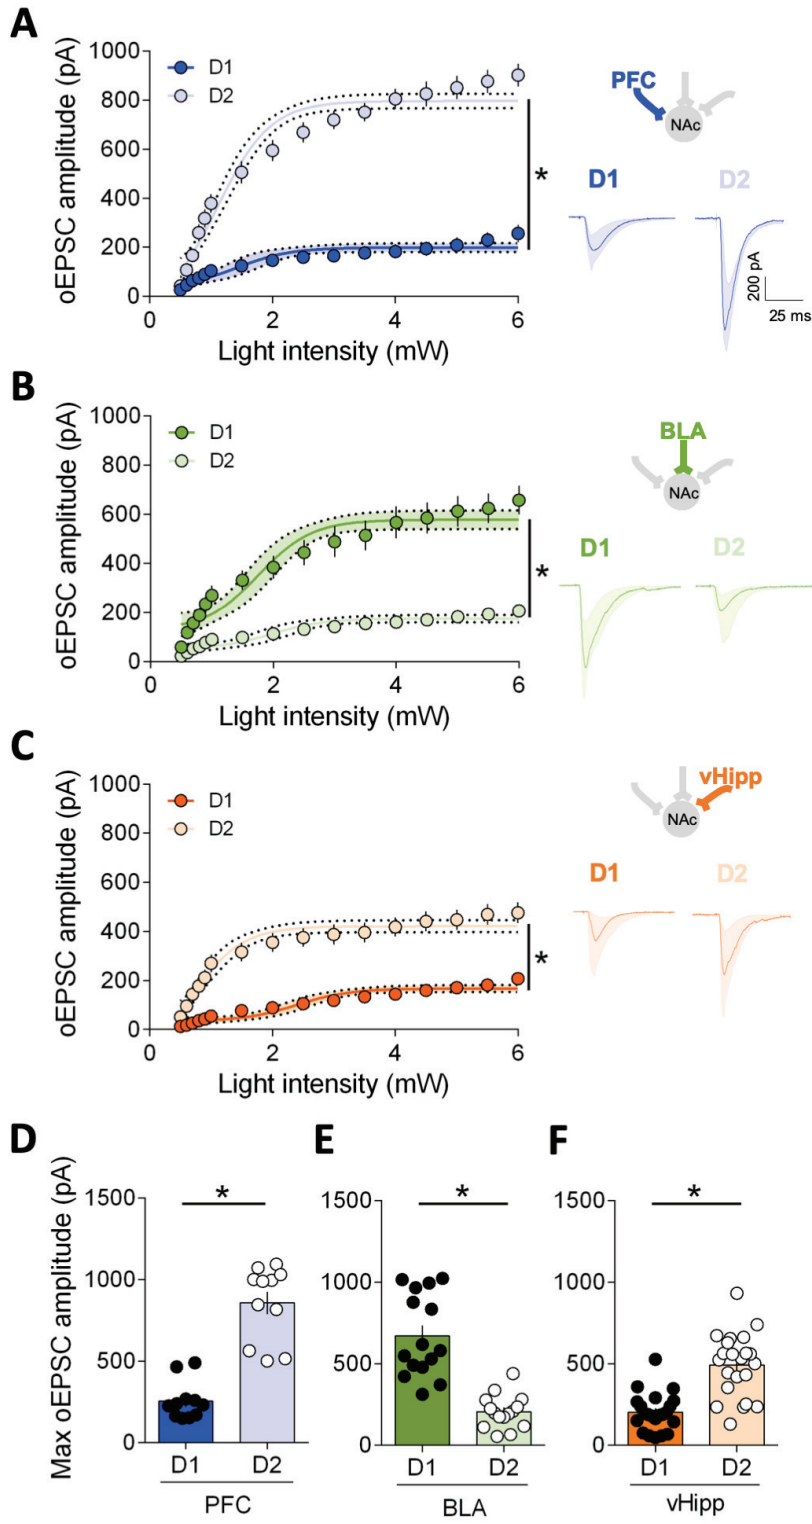 A
oEPSC amplitude (pA)
1000
800
600
400
200
0
0
2
4
6
Light intensity (mW)
D1
D2
*
PFC
NAc
D1
D2
200 pA
25 ms
B
oEPSC amplitude (pA)
1000
800
600
400
200
0
0
2
4
6
Light intensity (mW)
D1
D2
*
BLA
NAc
D1
D2
C
oEPSC amplitude (pA)
1000
800
600
400
200
0
0
2
4
6
Light intensity (mW)
D1
D2
*
vHipp
NAc
D1
D2
D
Max oEPSC amplitude (pA)
1500
1000
500
0
*
D1
D2
PFC
E
1500
1000
500
0
*
D1
D2
BLA
F
1500
1000
500
0
*
D1
D2
vHipp